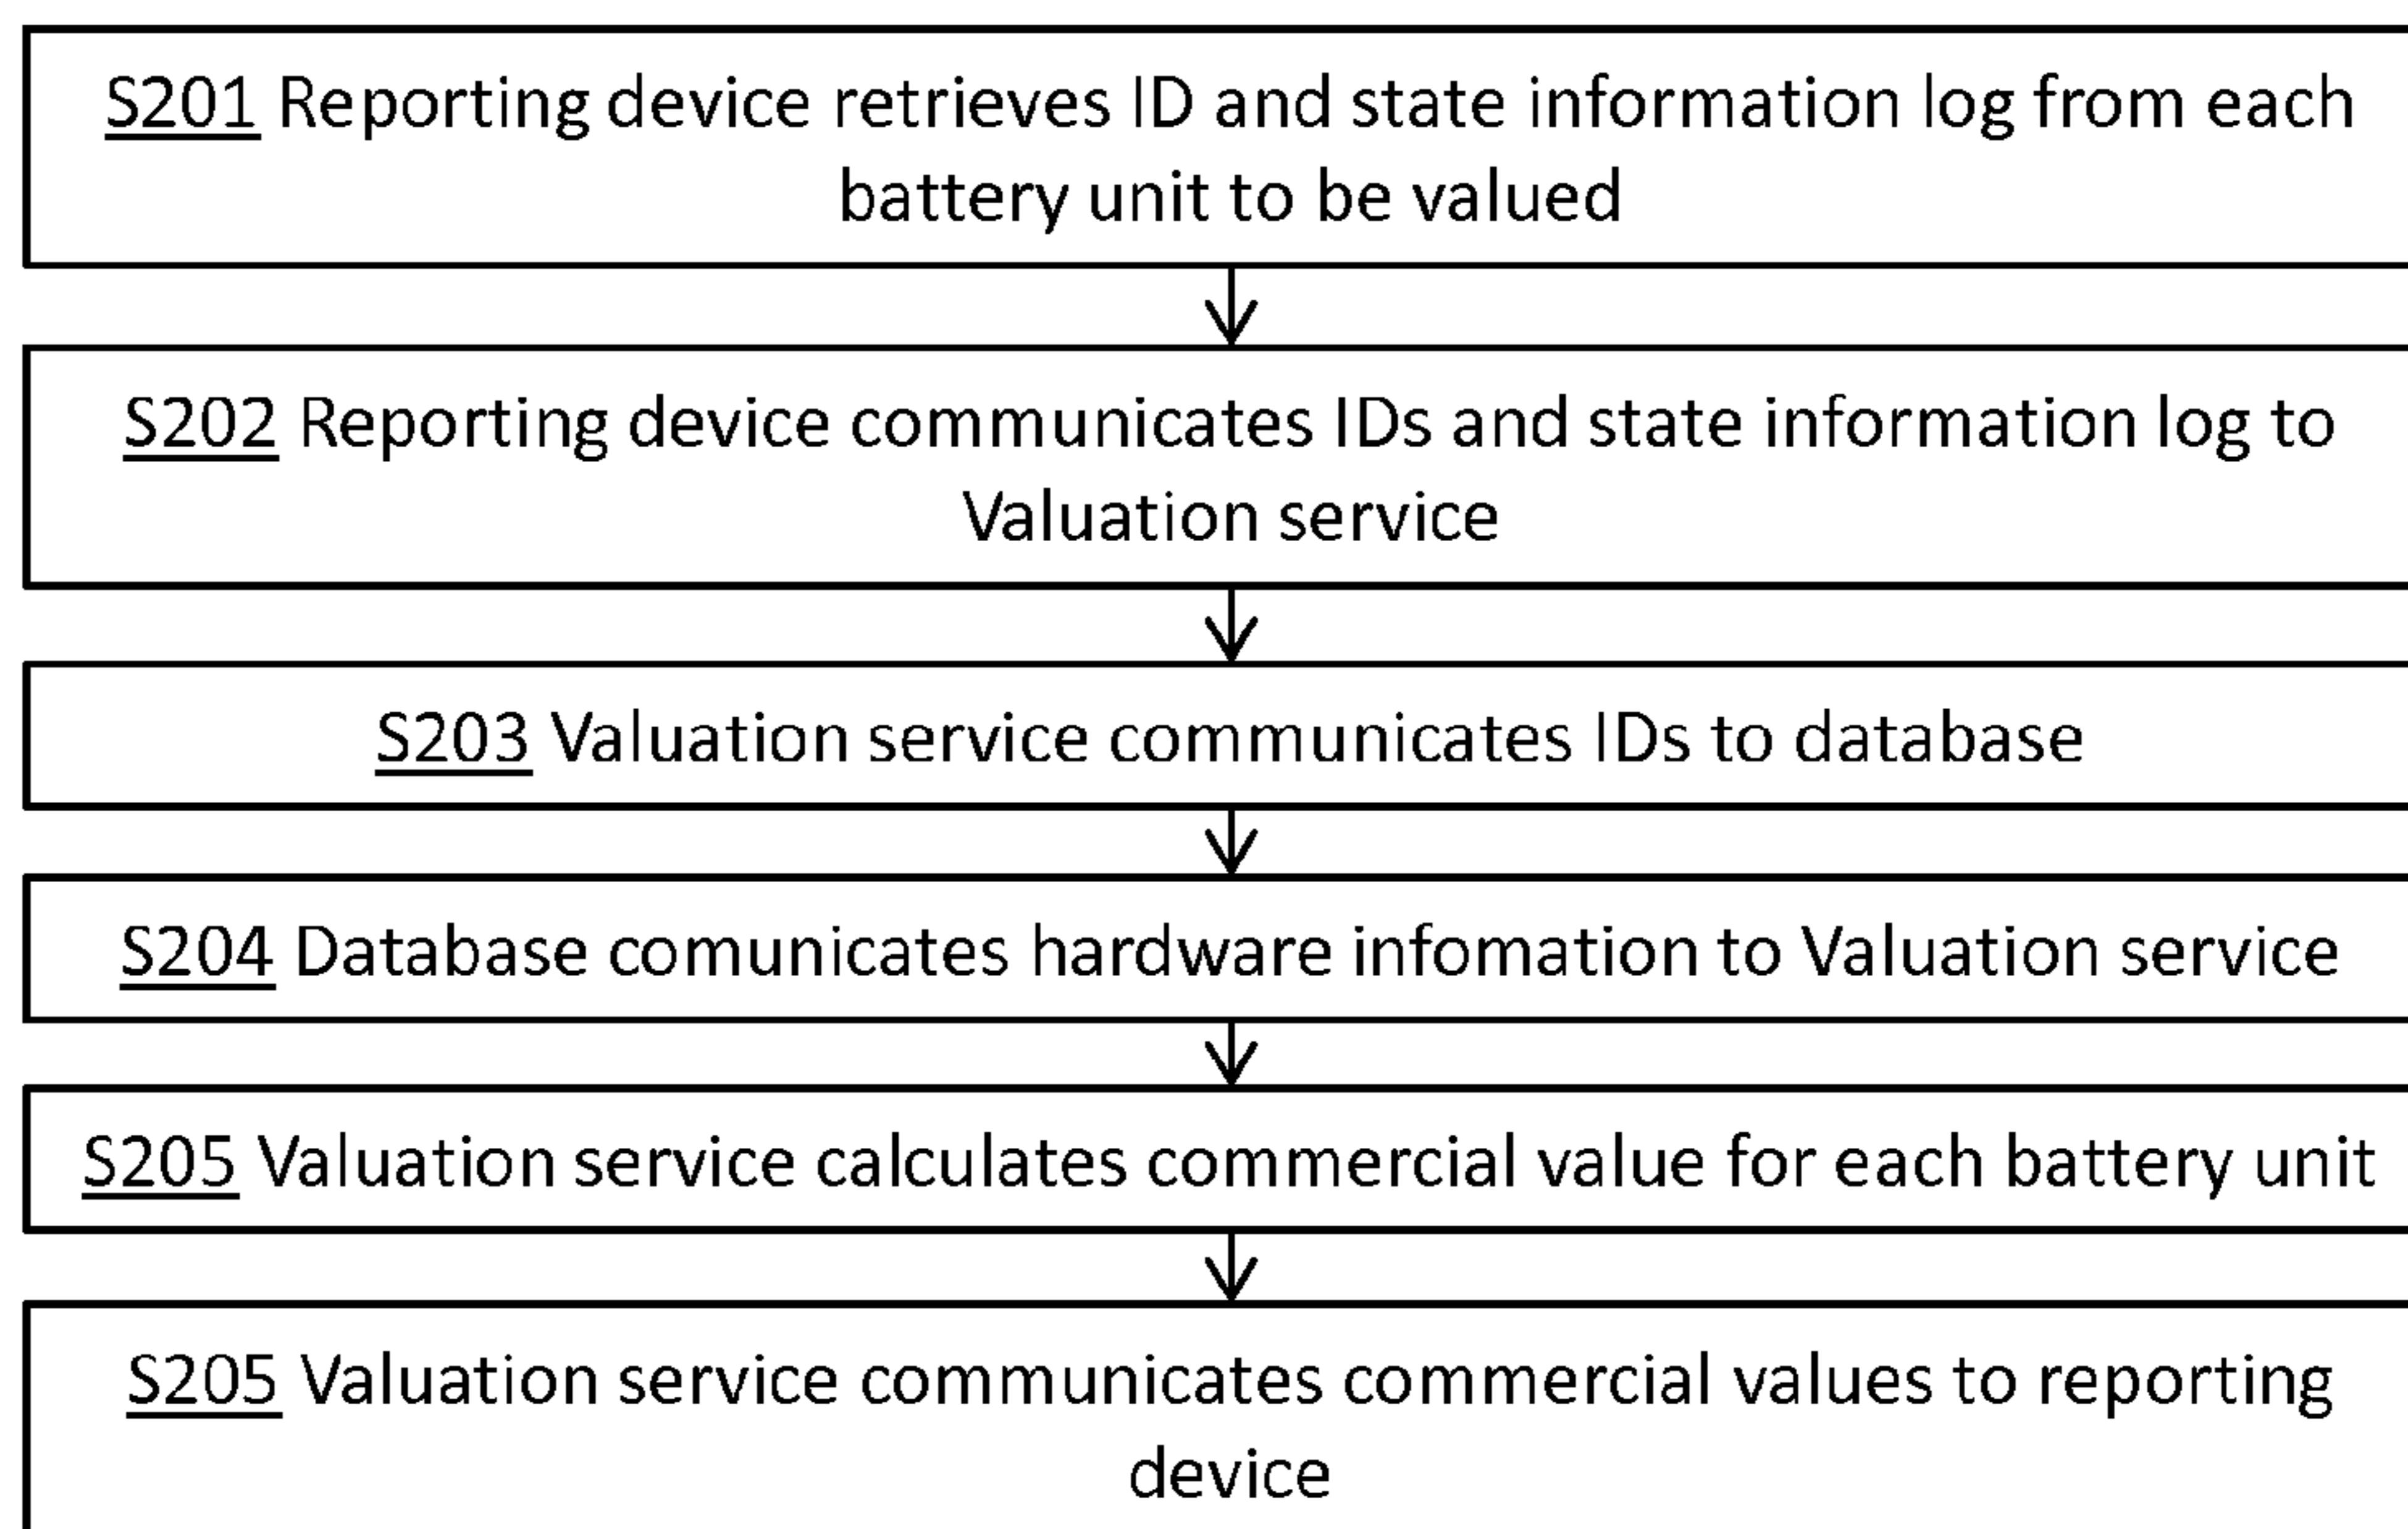 S201 Reporting device retrieves ID and state information log from each
battery unit to be valued
S202 Reporting device communicates IDs and state information log to
Valuation service
S203 Valuation service communicates IDs to database
S204 Database comunicates hardware infomation to Valuation service
S205 Valuation service calculates commercial value for each battery unit
S205 Valuation service communicates commercial values to reporting
device